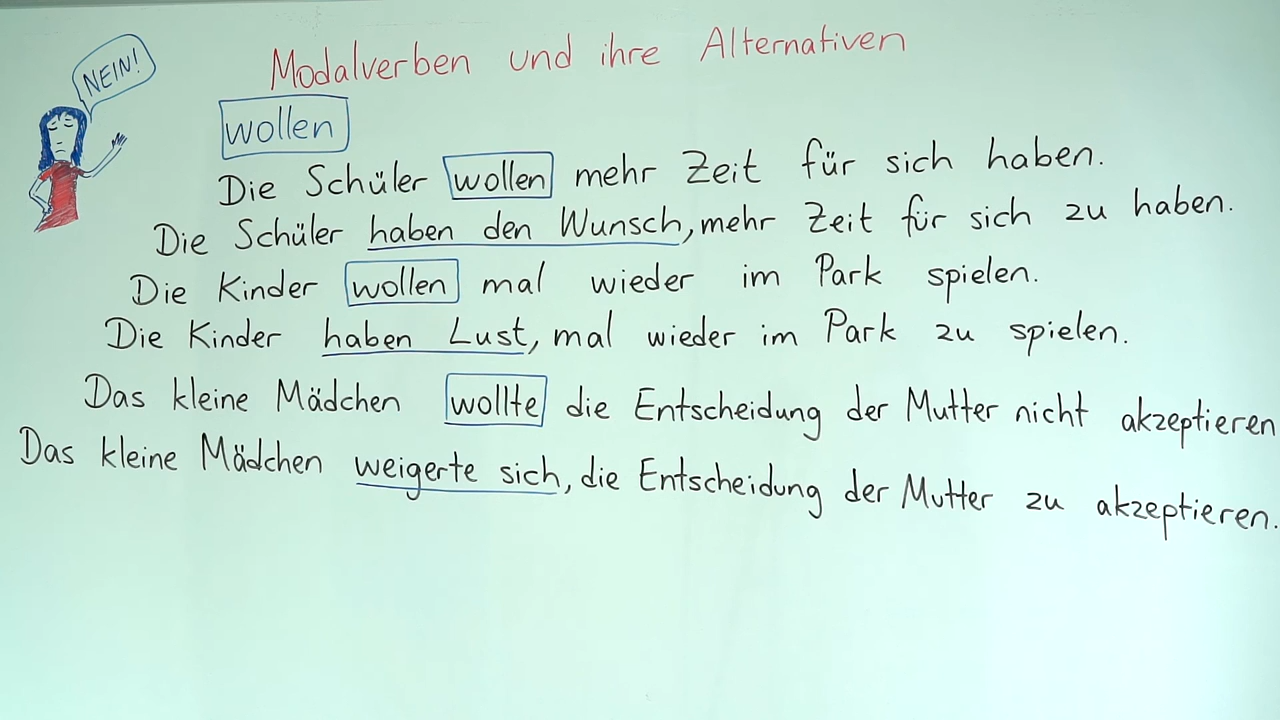 NEIN!
Modalverben und ihre Alternativen
wollen
Die Schüler wollen mehr Zeit für sich haben.
Die Schüler haben den Wunsch, mehr Zeit für sich zu haben.
Die Kinder wollen mal wieder im Park spielen.
Die Kinder haben Lust, mal wieder im Park zu spielen.
Das kleine Mädchen wollte die Entscheidung der Mutter nicht akzeptieren
Das kleine Mädchen weigerte sich, die Entscheidung der Mutter zu akzeptieren.